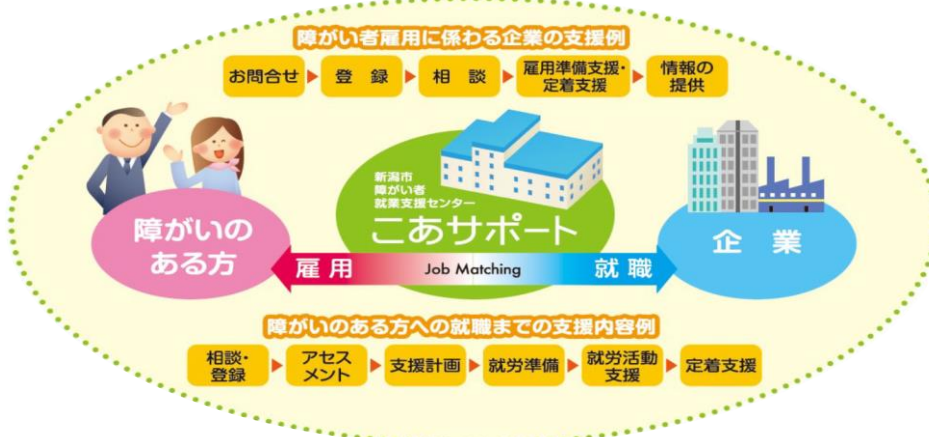 障がい者雇用に係わる企業の支援例
お問合せ
登録
相談
雇用準備支援・
定着支援
情報の
提供
新潟市
障がい者
就業支援センター
こあサポート
障がいの
ある方
企業
雇用
Job Matching
就職
障がいのある方への就職までの支援内容例
相談・
登録
アセス
メント
支援計画
就労準備
就労活動
支援
定着支援